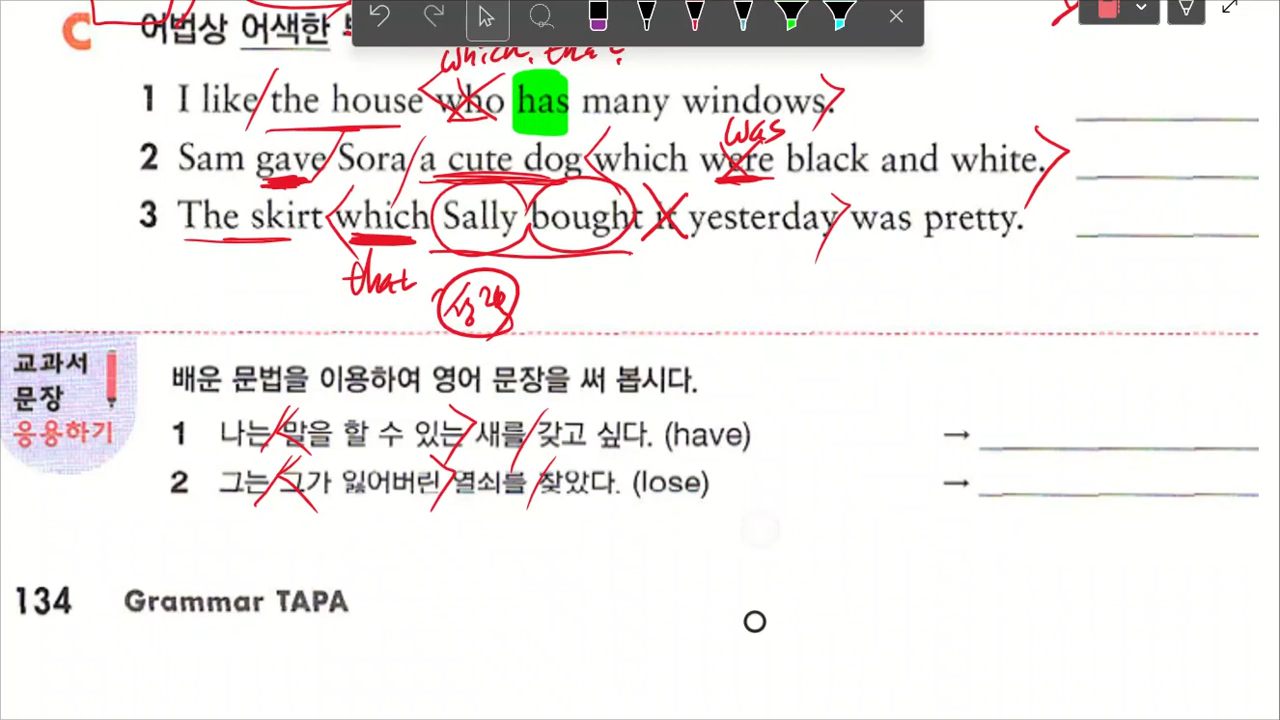 C 어법상 어색한
which, that
1 I like the house who has many windows.
was
2 Sam gave Sora a cute dog which were black and white.
3 The skirt which Sally bought it yesterday was pretty.
that
교과서
문장
응용하기
배운 문법을 이용하여 영어 문장을 써 봅시다.
1 나는 말을 할 수 있는 새를 갖고 싶다. (have) →
2 그는 그가 잃어버린 열쇠를 찾았다. (lose) →
134 Grammar TAPA